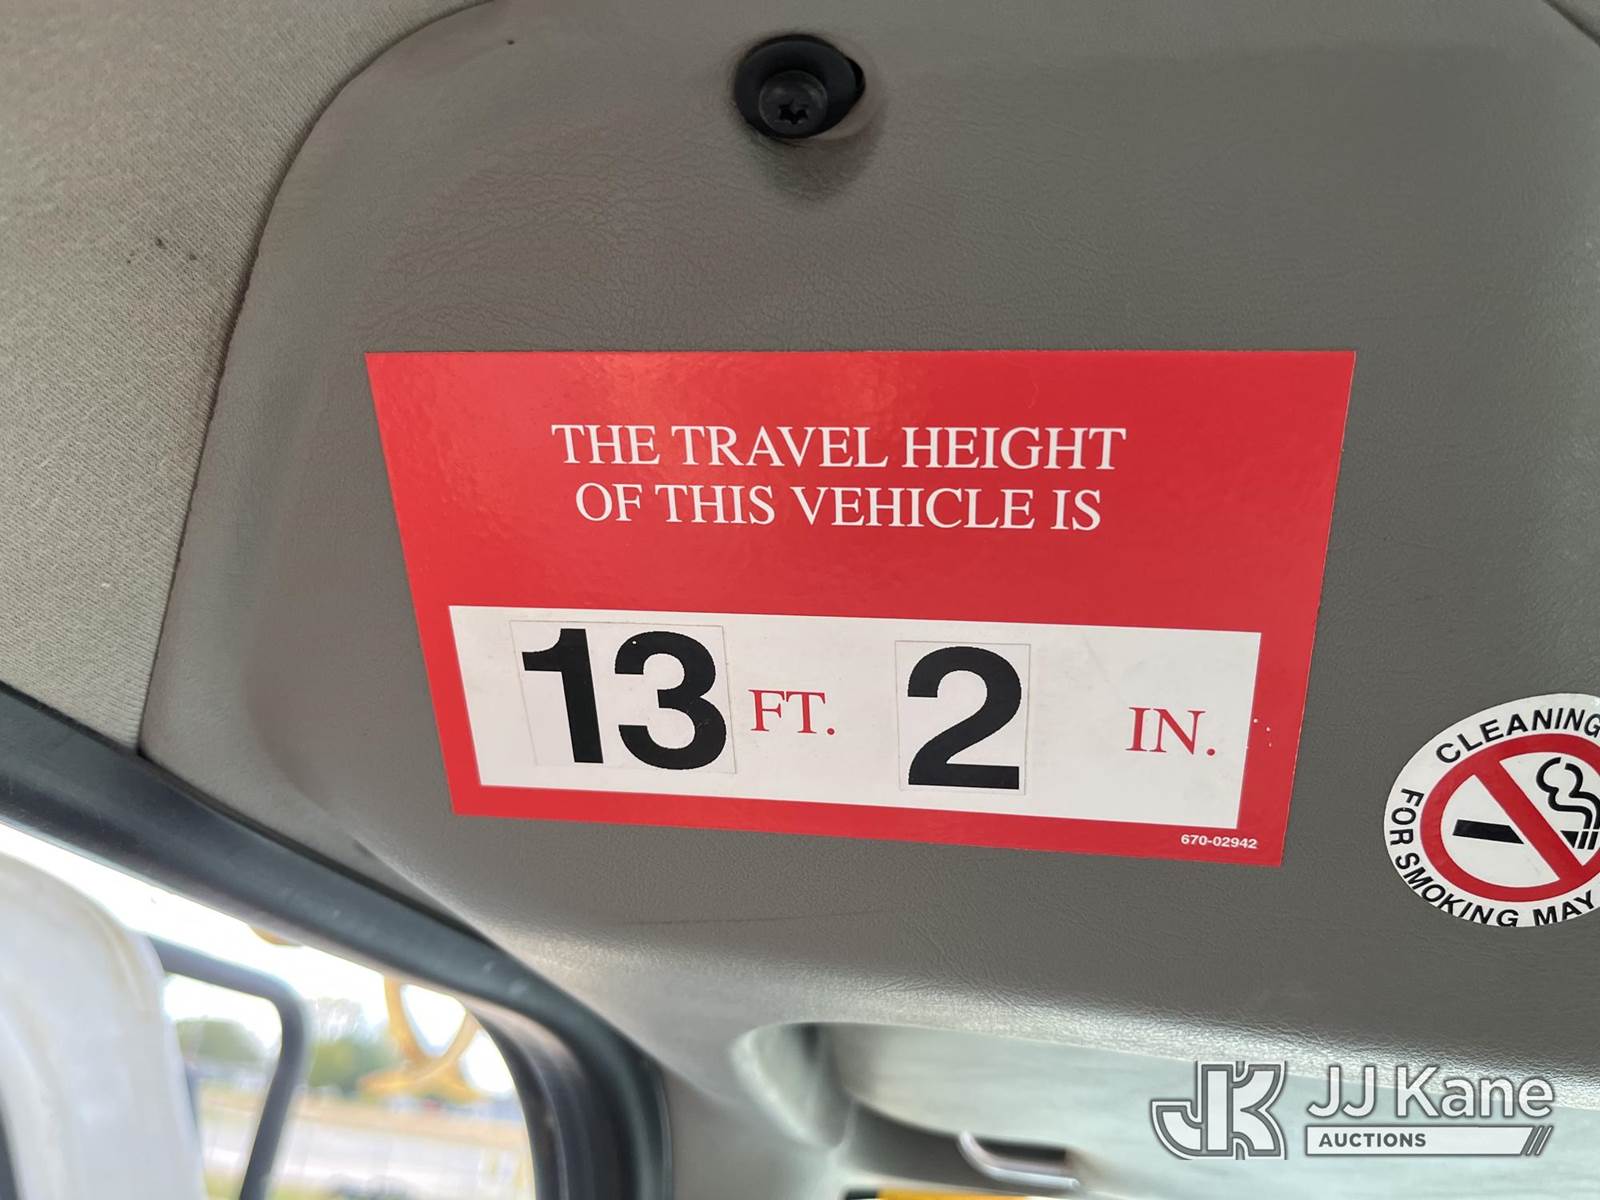 THE TRAVEL HEIGHT
OF THIS VEHICLE IS
13 FT. 2 IN.
670-02942
CLEANING
FOR SMOKING MAY
JJ Kane
AUCTIONS